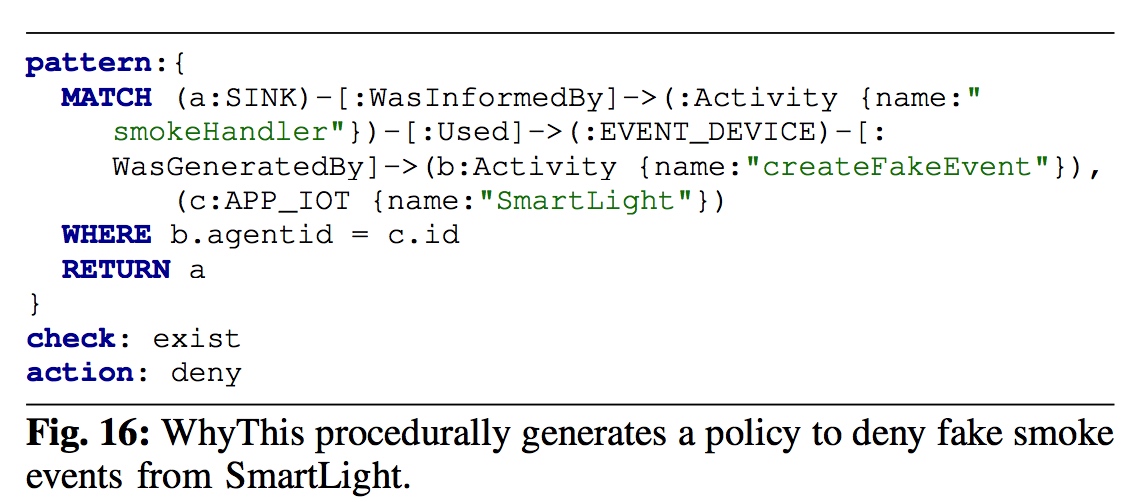 pattern:{
MATCH (a:SINK)-[:WasInformedBy]->(:Activity {name:"
smokeHandler"})-[:Used]->(:EVENT_DEVICE)-[:
WasGeneratedBy]->(b:Activity {name:"createFakeEvent"}),
(c:APP_IOT {name:"SmartLight"})
WHERE b.agentid = c.id
RETURN a
}
check: exist
action: deny
Fig. 16: WhyThis procedurally generates a policy to deny fake smoke
events from SmartLight.